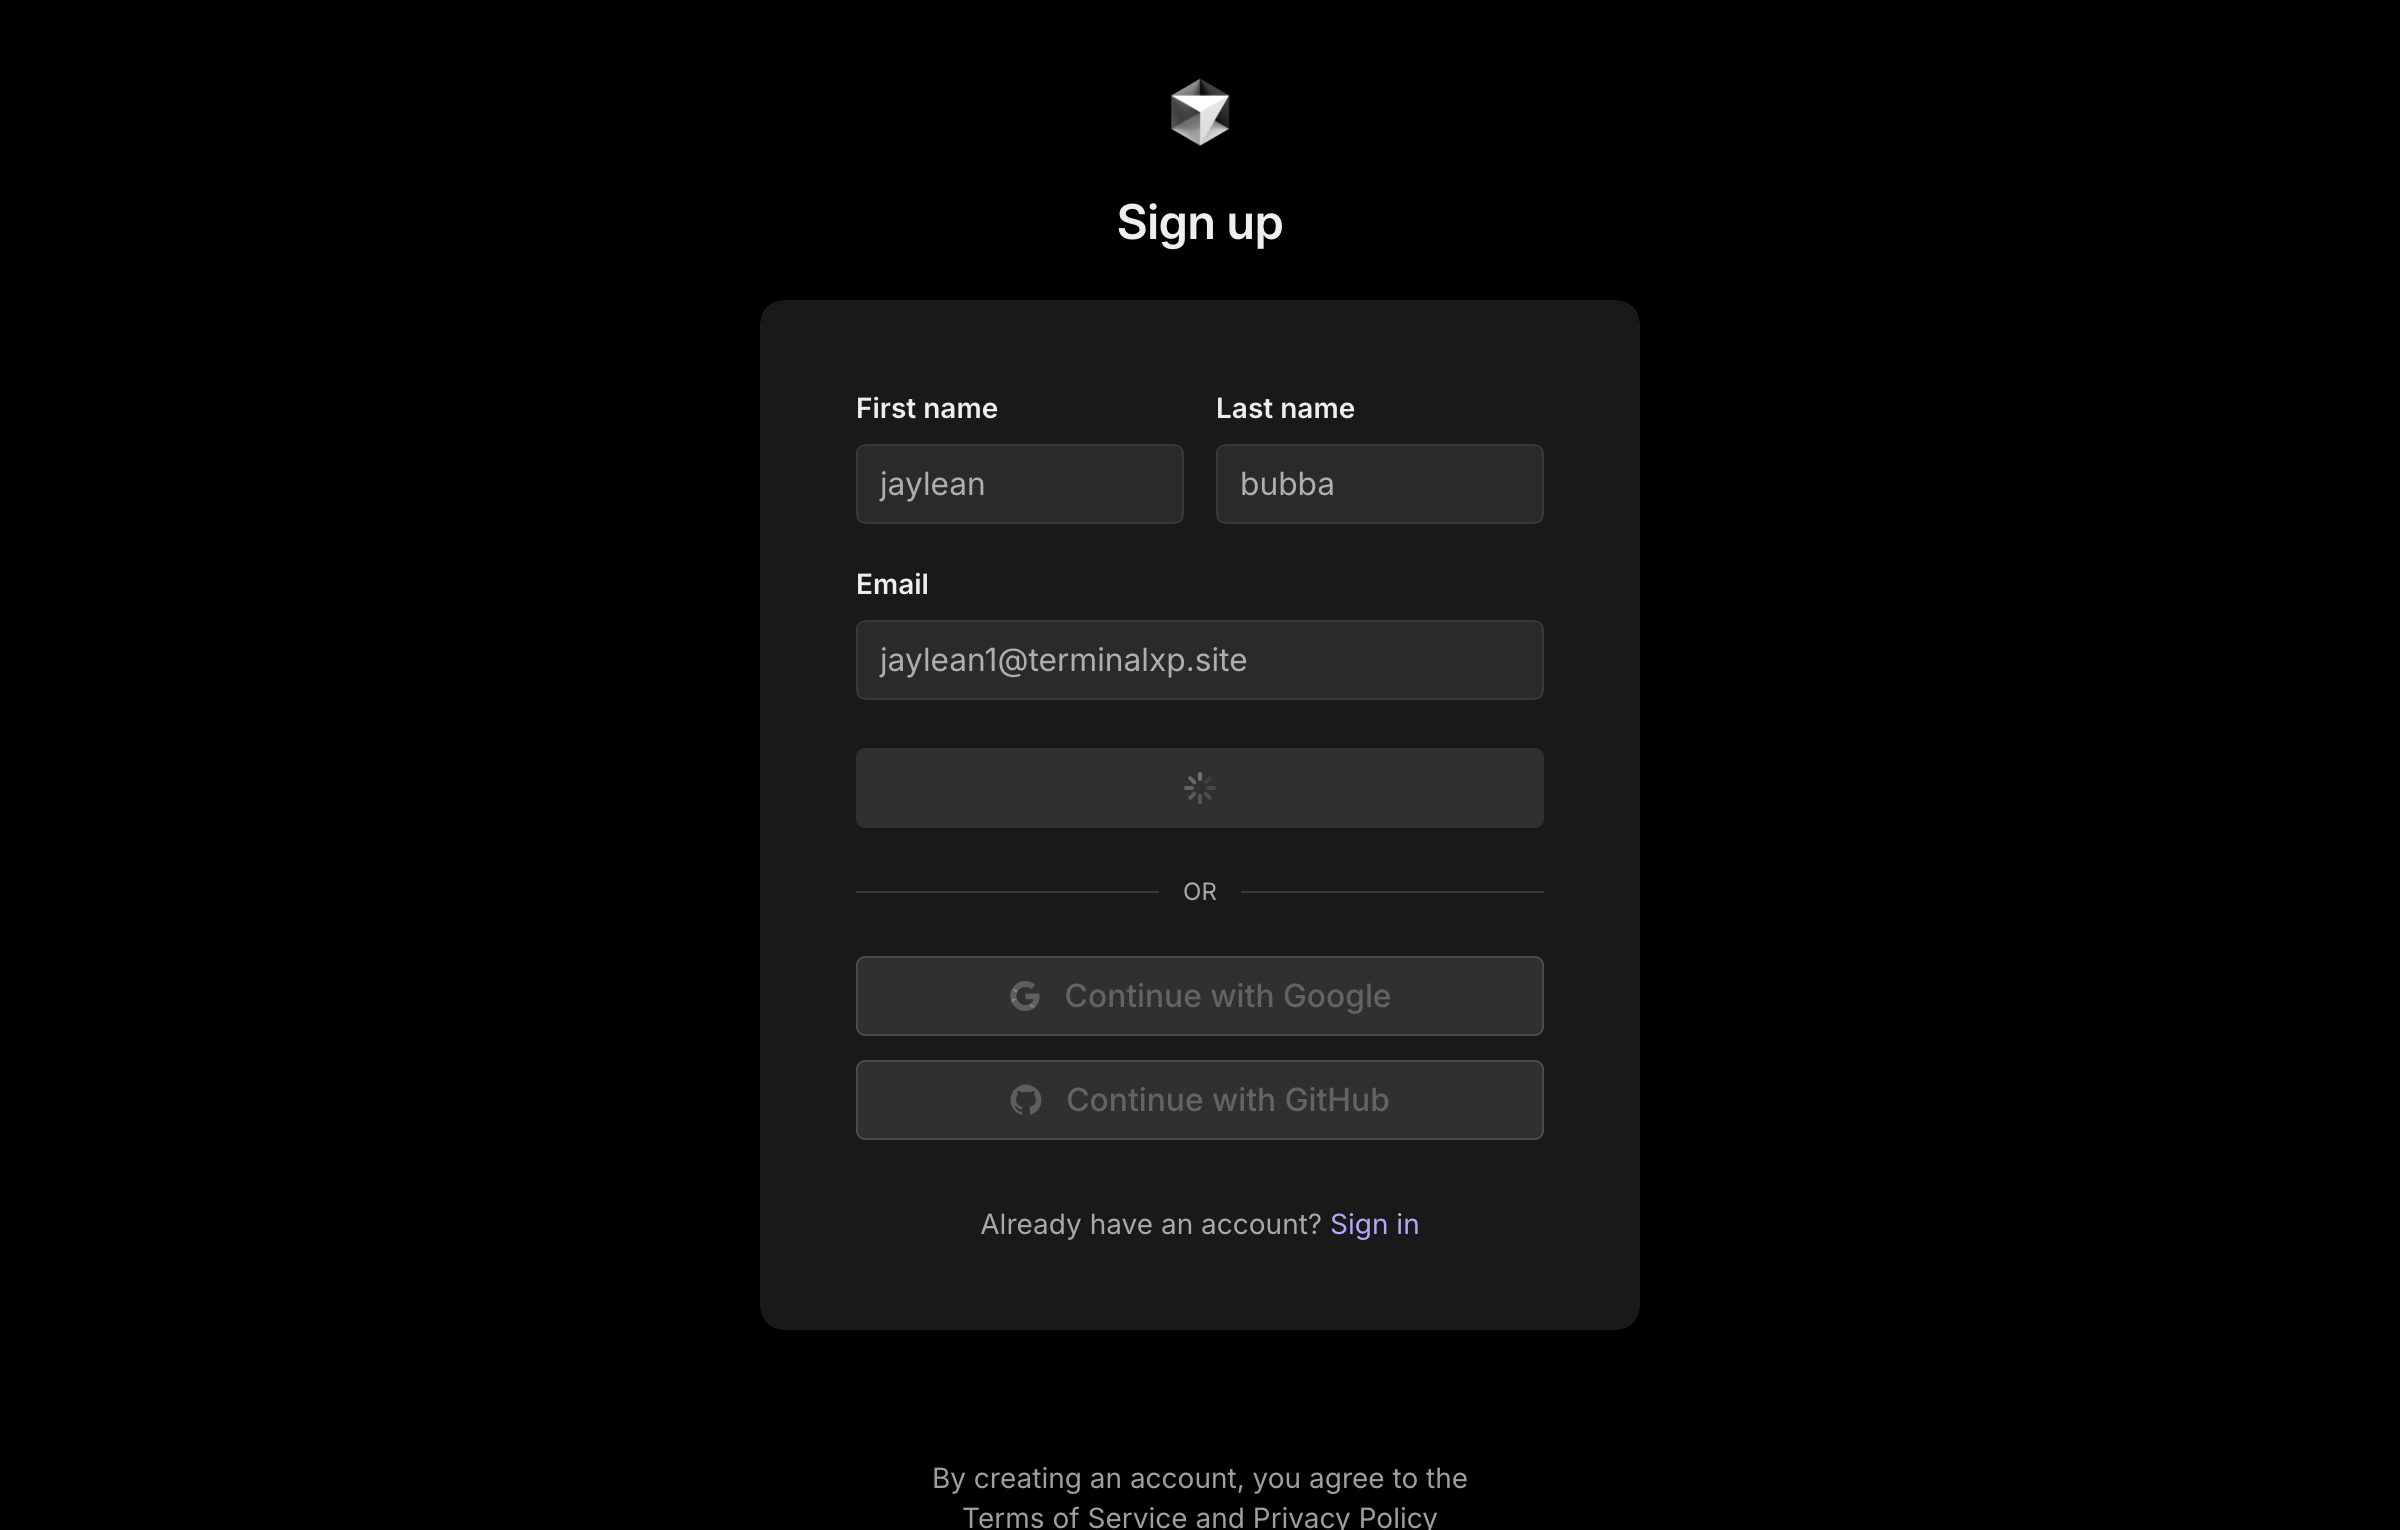 Sign up
First name
Last name
jaylean
bubba
Email
jaylean1@terminalxp.site
OR
Continue with Google
Continue with GitHub
Already have an account? Sign in
By creating an account, you agree to the
Terms of Service and Privacy Policy